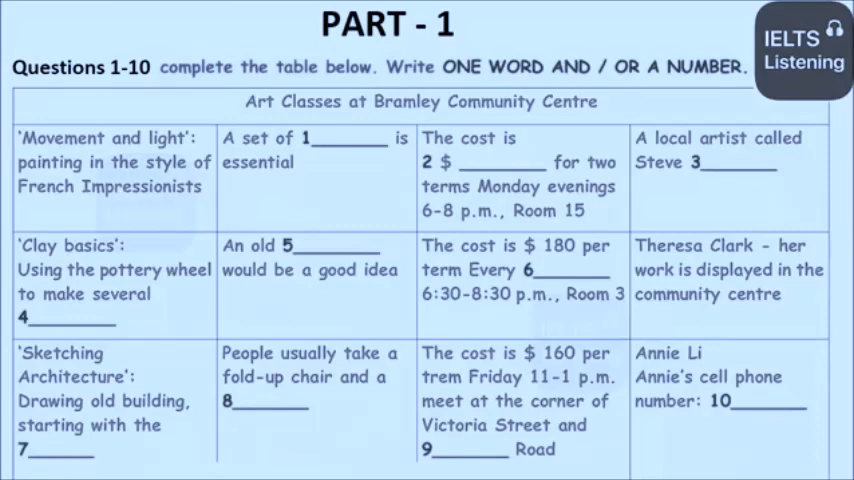 PART - 1
IELTS
Listening
Questions 1-10 complete the table below. Write ONE WORD AND / OR A NUMBER.
Art Classes at Bramley Community Centre
'Movement and light':
painting in the style of
French Impressionists
A set of 1________ is
essential
The cost is
2 $ _________ for two
terms Monday evenings
6-8 p.m., Room 15
A local artist called
Steve 3________
'Clay basics':
Using the pottery wheel
to make several
4_________
An old 5_________
would be a good idea
The cost is $ 180 per
term Every 6________
6:30-8:30 p.m., Room 3
Theresa Clark - her
work is displayed in the
community centre
'Sketching
Architecture':
Drawing old building,
starting with the
7_______
People usually take a
fold-up chair and a
8________
The cost is $ 160 per
trem Friday 11-1 p.m.
meet at the corner of
Victoria Street and
9________ Road
Annie Li
Annie's cell phone
number: 10________